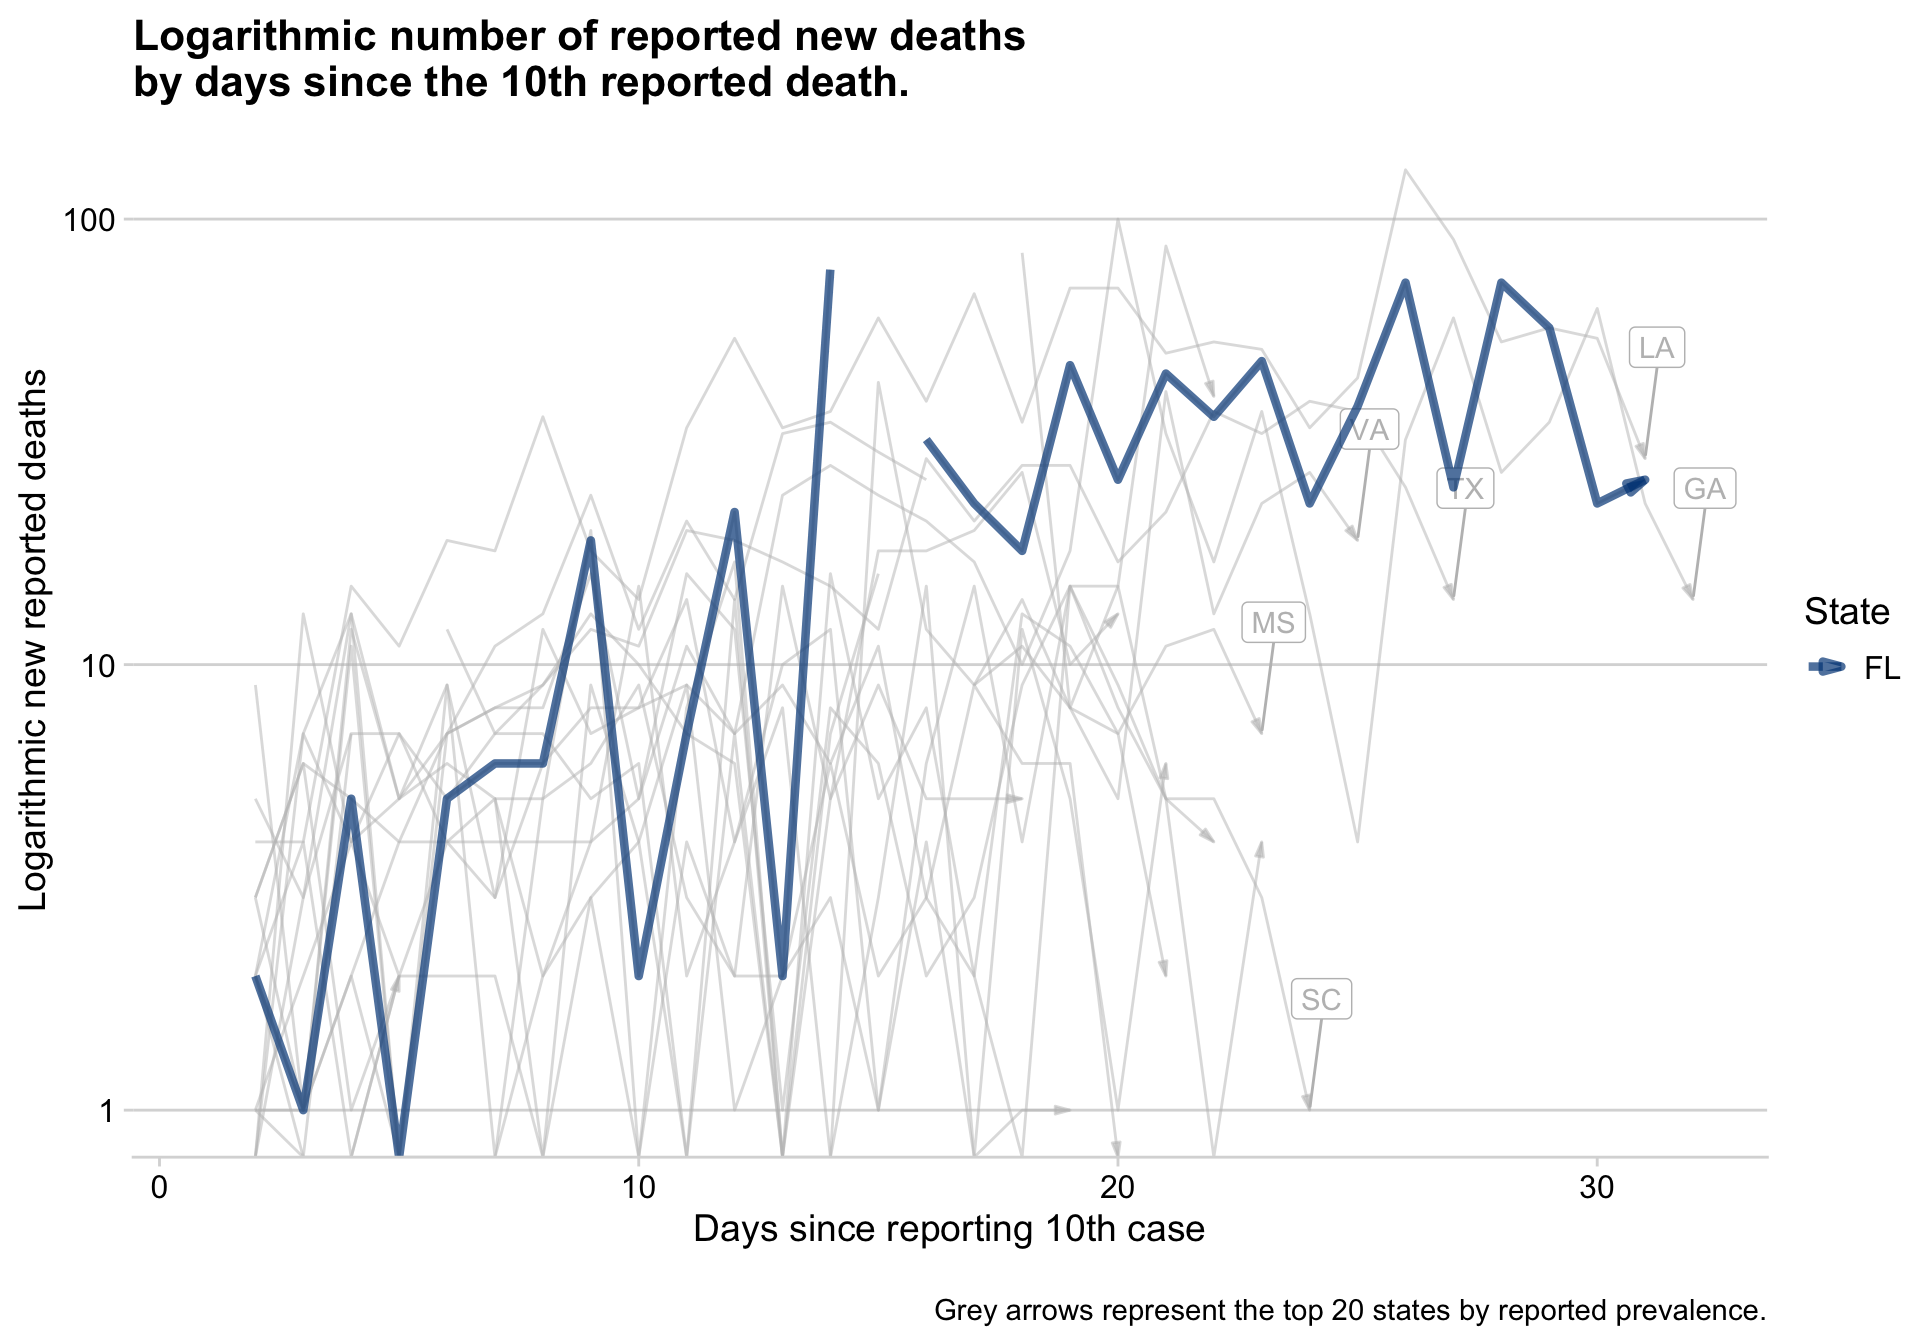 Logarithmic number of reported new deaths
by days since the 10th reported death.
Logarithmic new reported deaths
100
10
1
LA
VA
TX
GA
MS
SC
State
FL
0
10
20
30
Days since reporting 10th case
Grey arrows represent the top 20 states by reported prevalence.